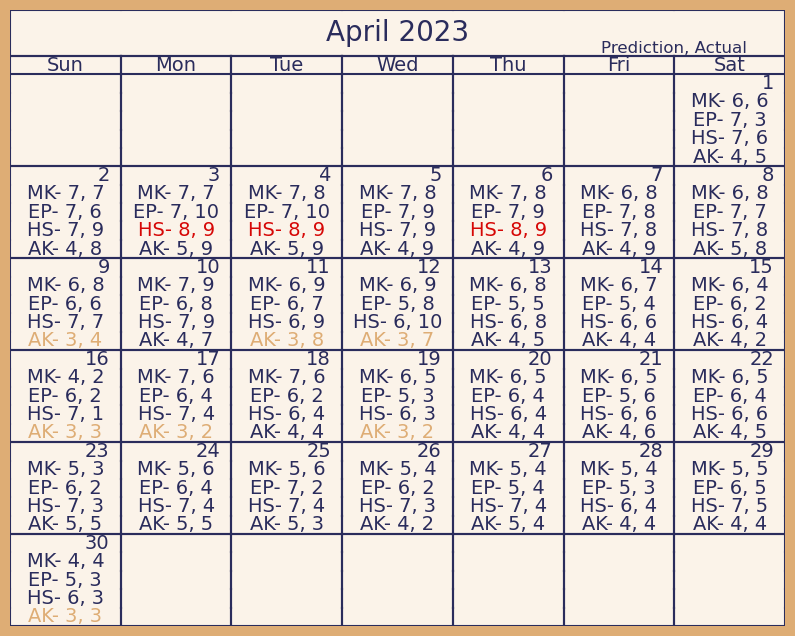 April 2023
Prediction, Actual
Sun Mon Tue Wed Thu Fri Sat
1
MK- 6, 6
EP- 7, 3
HS- 7, 6
AK- 4, 5
2 3 4 5 6 7 8
MK- 7, 7 MK- 7, 7 MK- 7, 8 MK- 7, 8 MK- 7, 8 MK- 6, 8 MK- 6, 8
EP- 7, 6 EP- 7, 10 EP- 7, 10 EP- 7, 9 EP- 7, 9 EP- 7, 8 EP- 7, 7
HS- 7, 9 HS- 8, 9 HS- 8, 9 HS- 7, 9 HS- 8, 9 HS- 7, 8 HS- 7, 8
AK- 4, 8 AK- 5, 9 AK- 5, 9 AK- 4, 9 AK- 4, 9 AK- 4, 9 AK- 5, 8
9 10 11 12 13 14 15
MK- 6, 8 MK- 7, 9 MK- 6, 9 MK- 6, 9 MK- 6, 8 MK- 6, 7 MK- 6, 4
EP- 6, 6 EP- 6, 8 EP- 6, 7 EP- 5, 8 EP- 5, 5 EP- 5, 4 EP- 6, 2
HS- 7, 7 HS- 7, 9 HS- 6, 9 HS- 6, 10 HS- 6, 8 HS- 6, 6 HS- 6, 4
AK- 3, 4 AK- 4, 7 AK- 3, 8 AK- 3, 7 AK- 4, 5 AK- 4, 4 AK- 4, 2
16 17 18 19 20 21 22
MK- 4, 2 MK- 7, 6 MK- 7, 6 MK- 6, 5 MK- 6, 5 MK- 6, 5 MK- 6, 5
EP- 6, 2 EP- 6, 4 EP- 6, 2 EP- 5, 3 EP- 6, 4 EP- 5, 6 EP- 6, 4
HS- 7, 1 HS- 7, 4 HS- 6, 4 HS- 6, 3 HS- 6, 4 HS- 6, 6 HS- 6, 6
AK- 3, 3 AK- 3, 2 AK- 4, 4 AK- 3, 2 AK- 4, 4 AK- 4, 6 AK- 4, 5
23 24 25 26 27 28 29
MK- 5, 3 MK- 5, 6 MK- 5, 6 MK- 5, 4 MK- 5, 4 MK- 5, 4 MK- 5, 5
EP- 6, 2 EP- 6, 4 EP- 7, 2 EP- 6, 2 EP- 5, 4 EP- 5, 3 EP- 6, 5
HS- 7, 3 HS- 7, 4 HS- 7, 4 HS- 7, 3 HS- 7, 4 HS- 6, 4 HS- 7, 5
AK- 5, 5 AK- 5, 5 AK- 5, 3 AK- 4, 2 AK- 5, 4 AK- 4, 4 AK- 4, 4
30
MK- 4, 4
EP- 5, 3
HS- 6, 3
AK- 3, 3